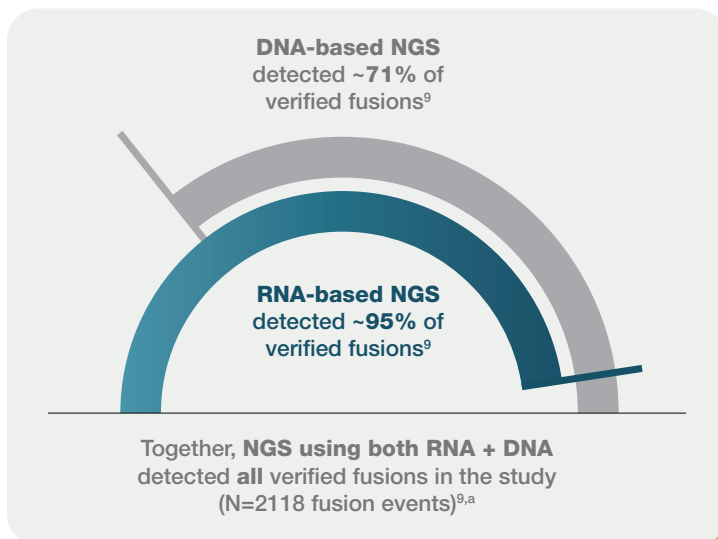 DNA-based NGS
detected ~71% of
verified fusions⁹
RNA-based NGS
detected ~95% of
verified fusions⁹
Together, NGS using both RNA + DNA
detected all verified fusions in the study
(N=2118 fusion events)⁹,ᵃ